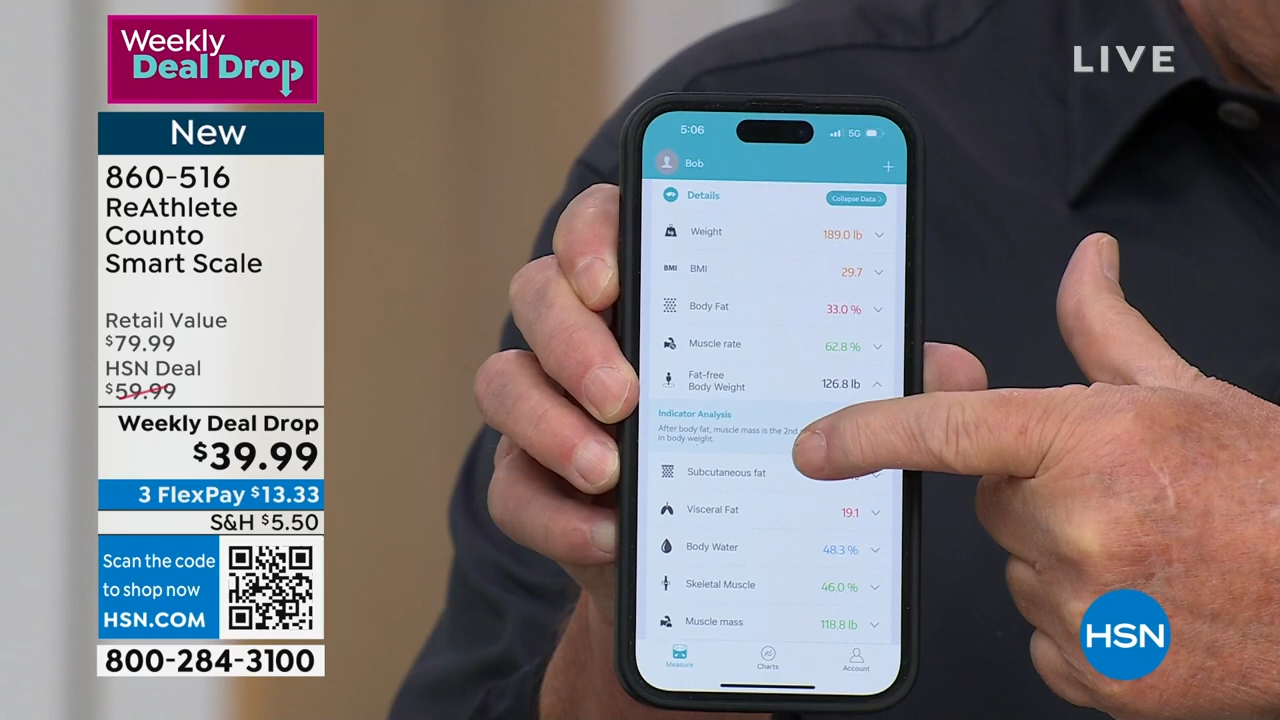 Weekly
Deal Drop
New
860-516
ReAthlete
Counto
Smart Scale
Retail Value
$79.99
HSN Deal
$59.99
Weekly Deal Drop
$39.99
3 FlexPay $13.33
S&H $5.50
Scan the code
to shop now
HSN.COM
800-284-3100
LIVE
5:06
5G
Bob
+
Details
Collapse Data
Weight 189.0 lb
BMI BMI 29.7
Body Fat 33.0 %
Muscle rate 62.8 %
Fat-free
Body Weight 126.8 lb
Indicator Analysis
After body fat, muscle mass is the 2nd
in body weight.
Subcutaneous fat
Visceral Fat 19.1
Body Water 48.3 %
Skeletal Muscle 46.0 %
Muscle mass 118.8 lb
Measure
Charts
Account
HSN